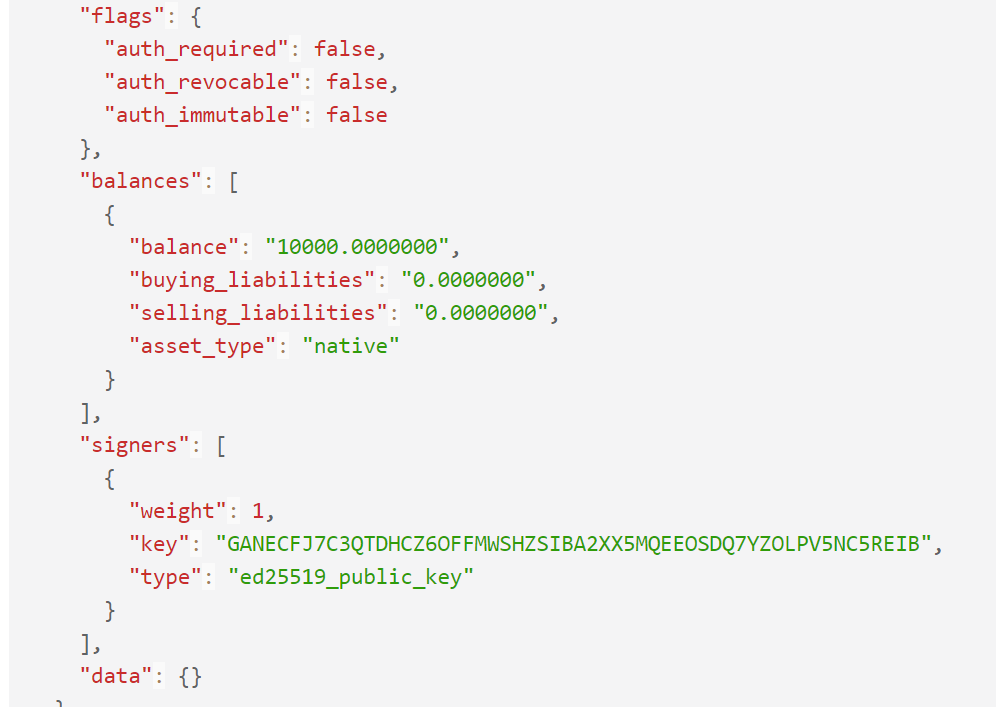 "flags": {
"auth_required": false,
"auth_revocable": false,
"auth_immutable": false
},
"balances": [
{
"balance": "10000.0000000",
"buying_liabilities": "0.0000000",
"selling_liabilities": "0.0000000",
"asset_type": "native"
}
],
"signers": [
{
"weight": 1,
"key": "GANECFJ7C3QTDHCZ6OFFMWSHZSIBA2XX5MQEEOSDQ7YZOLPV5NC5REIB",
"type": "ed25519_public_key"
}
],
"data": {}
}